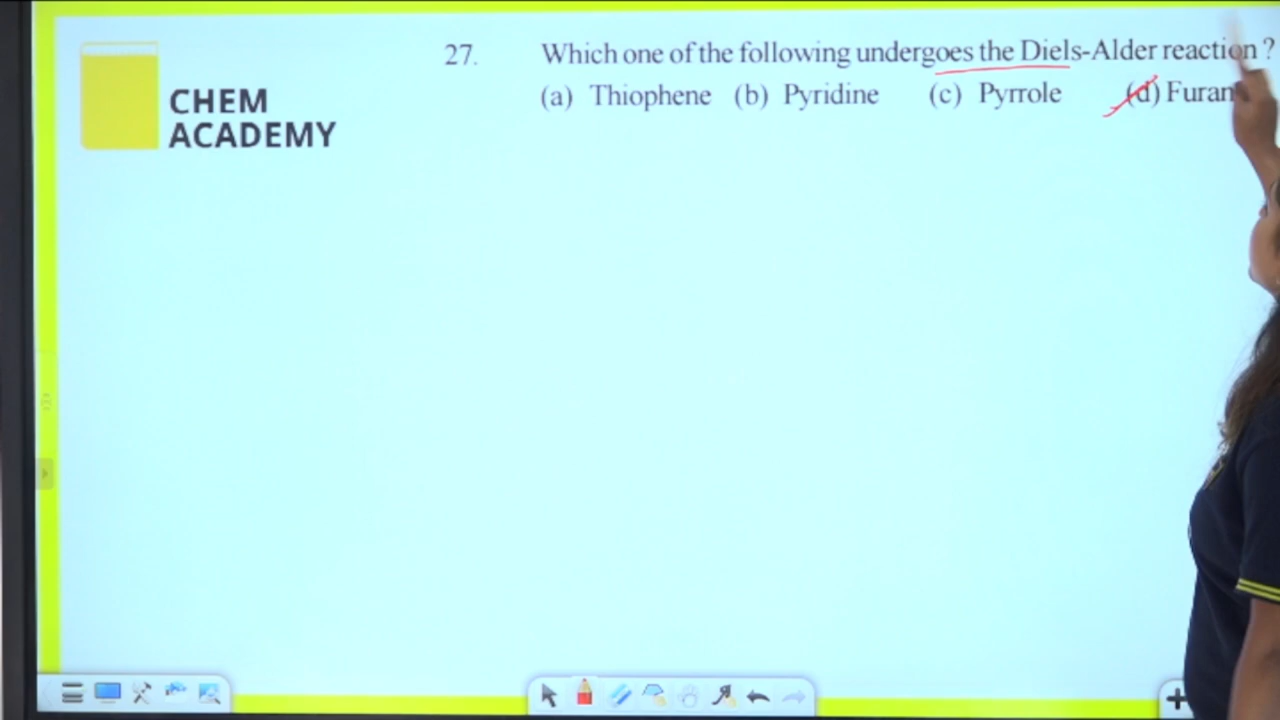 CHEM
ACADEMY
27. Which one of the following undergoes the Diels-Alder reaction ?
(a) Thiophene (b) Pyridine (c) Pyrrole (d) Furan